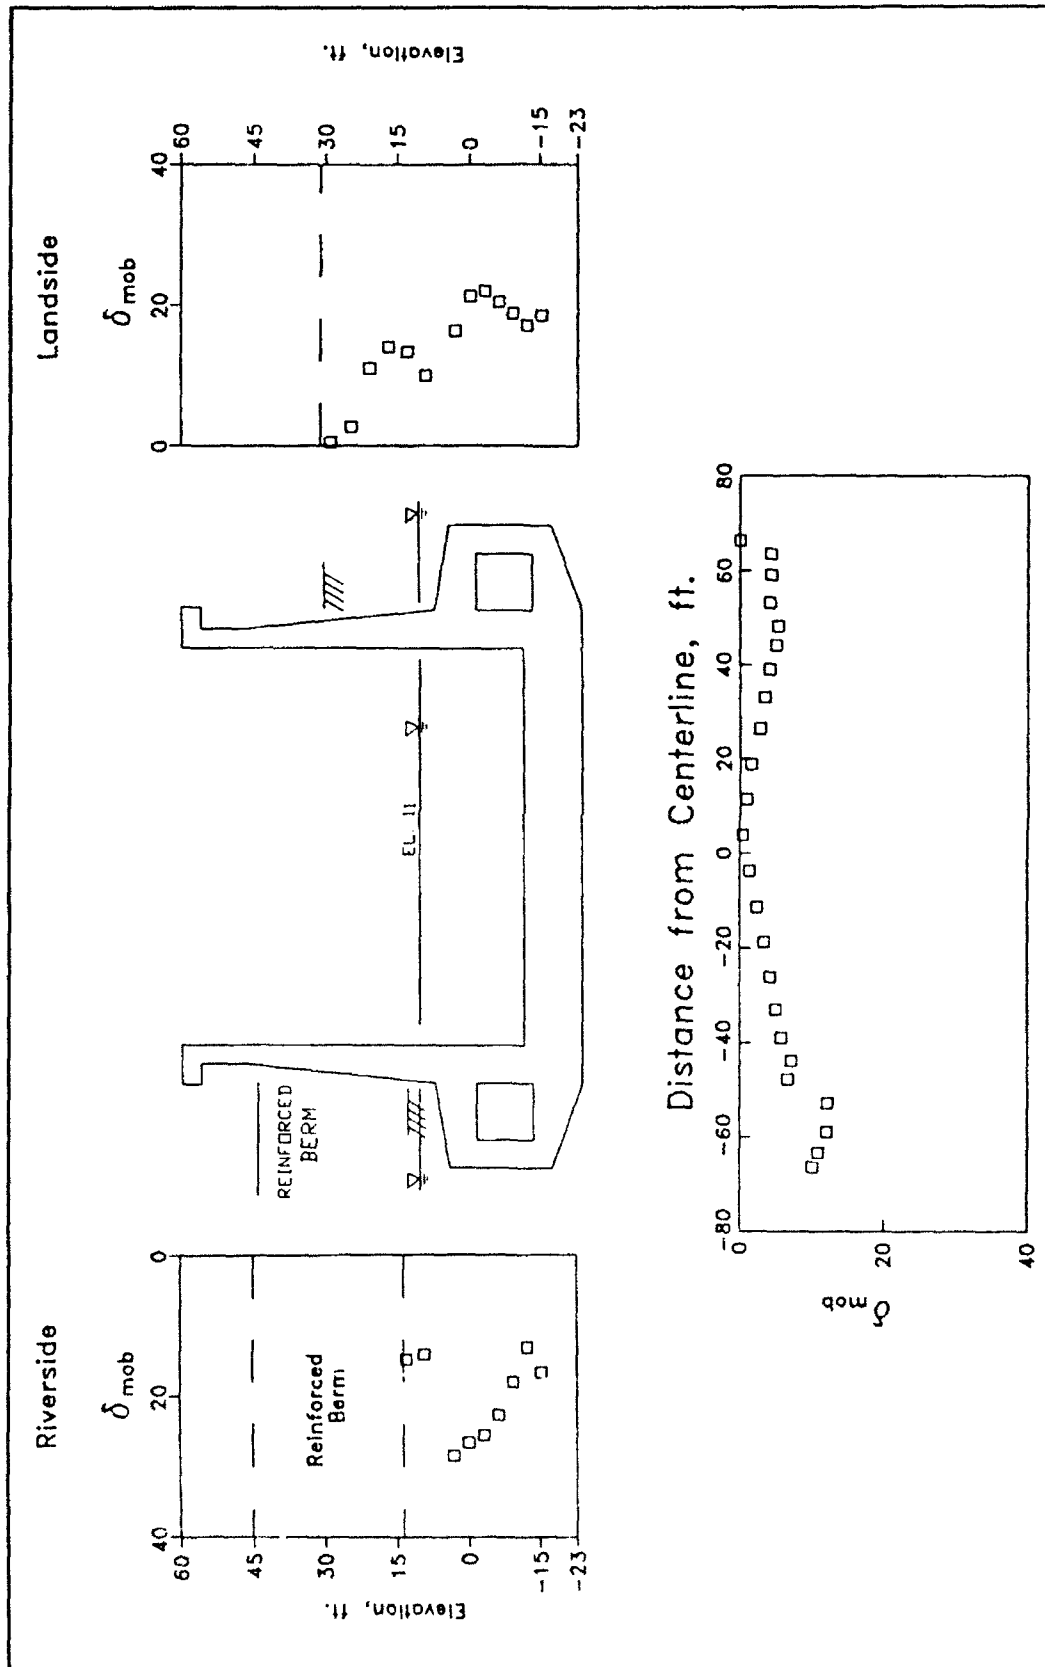 Riverside
δmob
40
20
0
60
45
30
15
0
-15
-23
Elevation, ft.
Reinforced
Berm
REINFORCED
BERM
EL. 11
Landside
δmob
0
20
40
60
45
30
15
0
-15
-23
Elevation, ft.
Distance from Centerline, ft.
-80
-60
-40
-20
0
20
40
60
80
0
20
40
δmob